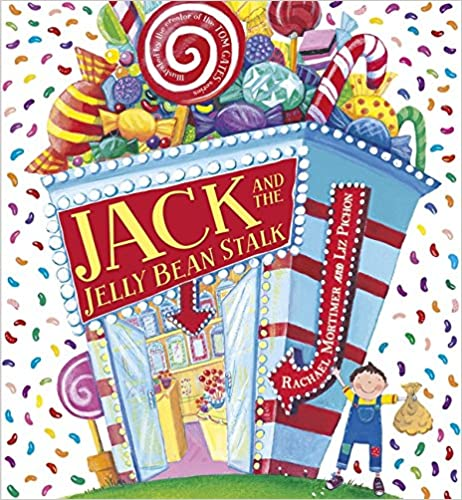 Illustrated by the creator of the TOM GATES series
JACK
AND
THE
JELLY BEAN STALK
RACHAEL MORTIMER AND LIZ PICHON